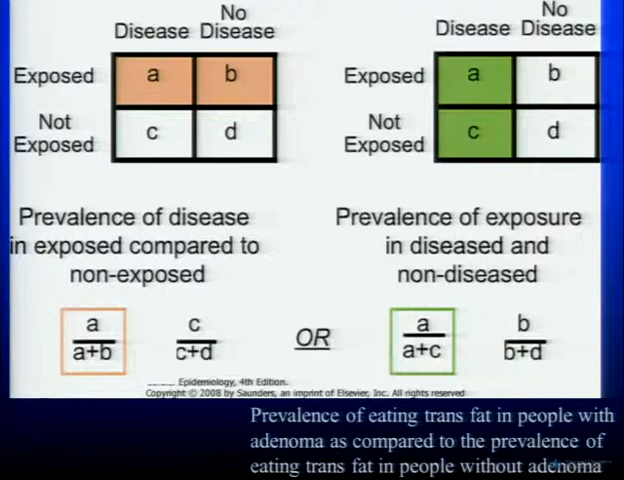 Disease No Disease
Exposed a b
Not Exposed c d
Disease No Disease
Exposed a b
Not Exposed c d
Prevalence of disease
in exposed compared to
non-exposed
a/a+b c/c+d
OR
Prevalence of exposure
in diseased and
non-diseased
a/a+c b/b+d
Epidemiology, 4th Edition.
Copyright © 2008 by Saunders, an imprint of Elsevier, Inc. All rights reserved
Prevalence of eating trans fat in people with
adenoma as compared to the prevalence of
eating trans fat in people without adenoma